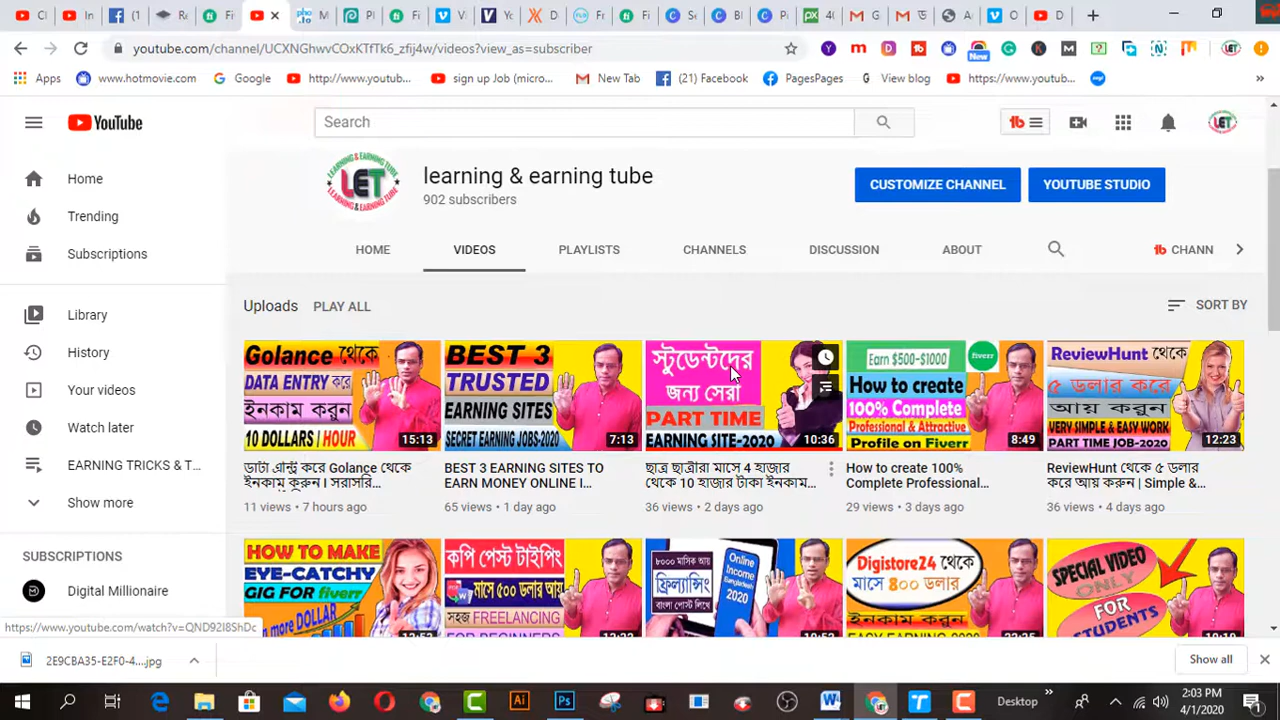 youtube.com/channel/UCXNGhwvCOxKTfTk6_zfij4w/videos?view_as=subscriber
Apps www.hotmovie.com Google http://www.youtub... sign up Job (micro... New Tab (21) Facebook PagesPages View blog https://www.youtub... »
YouTube
Search
Home
Trending
Subscriptions
Library
History
Your videos
Watch later
EARNING TRICKS & T...
Show more
SUBSCRIPTIONS
Digital Millionaire
LET
learning & earning tube
902 subscribers
CUSTOMIZE CHANNEL
YOUTUBE STUDIO
HOME VIDEOS PLAYLISTS CHANNELS DISCUSSION ABOUT CHANN
Uploads PLAY ALL
SORT BY
Golance থেকে
DATA ENTRY করে
ইনকাম করুন
10 DOLLARS | HOUR
15:13
ডাটা এন্ট্রি করে Golance থেকে
ইনকাম করুন I সরাসরি...
11 views • 7 hours ago
BEST 3
TRUSTED
EARNING SITES
SECRET EARNING JOBS-2020
7:13
BEST 3 EARNING SITES TO
EARN MONEY ONLINE I...
65 views • 1 day ago
স্টুডেন্টদের
জন্য সেরা
PART TIME
EARNING SITE-2020
10:36
ছাত্র ছাত্রীরা মাসে 4 হাজার
থেকে 10 হাজার টাকা ইনকাম...
36 views • 2 days ago
Earn $500-$1000
fiverr
How to create
100% Complete
Professional & Attractive
Profile on Fiverr
8:49
How to create 100%
Complete Professional...
29 views • 3 days ago
ReviewHunt থেকে
৫ ডলার করে
আয় করুন
VERY SIMPLE & EASY WORK
PART TIME JOB-2020
12:23
ReviewHunt থেকে ৫ ডলার
করে আয় করুন | Simple &...
36 views • 4 days ago
HOW TO MAKE
EYE-CATCHY
GIG FOR fiverr
DOLLAR
কপি পেস্ট টাইপিং
মাসে ৫০০ ডলার আয়
সহজ FREELANCING
৮০০০ মাসিক আয়
ফ্রিল্যান্সিং
বাংলা পোস্ট লিখে
Online
Income
Bangladesh
2020
Digistore24 থেকে
মাসে ৪০০ ডলার
SPECIAL VIDEO
ONLY
FOR
STUDENTS
https://www.youtube.com/watch?v=QND92I8ShDc
2E9CBA35-E2F0-4....jpg
Show all
Desktop »
2:03 PM
4/1/2020